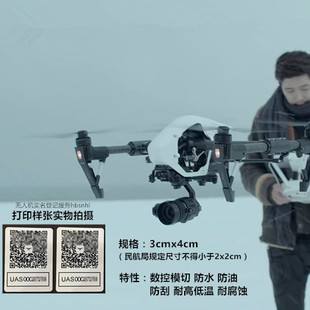 无人机实名登记服务hbsnhl
打印样张实物拍摄
规格：3cmx4cm
（民航局规定尺寸不得小于2x2cm）
特性：数控模切 防水 防油
防刮 耐高低温 耐腐蚀